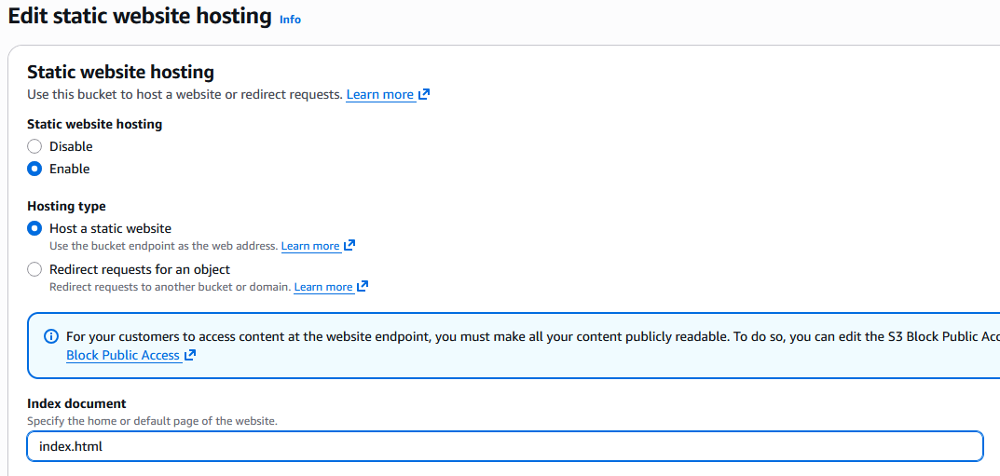 Edit static website hosting Info
Static website hosting
Use this bucket to host a website or redirect requests. Learn more
Static website hosting
Disable
Enable
Hosting type
Host a static website
Use the bucket endpoint as the web address. Learn more
Redirect requests for an object
Redirect requests to another bucket or domain. Learn more
For your customers to access content at the website endpoint, you must make all your content publicly readable. To do so, you can edit the S3 Block Public Acc
Block Public Access
Index document
Specify the home or default page of the website.
index.html